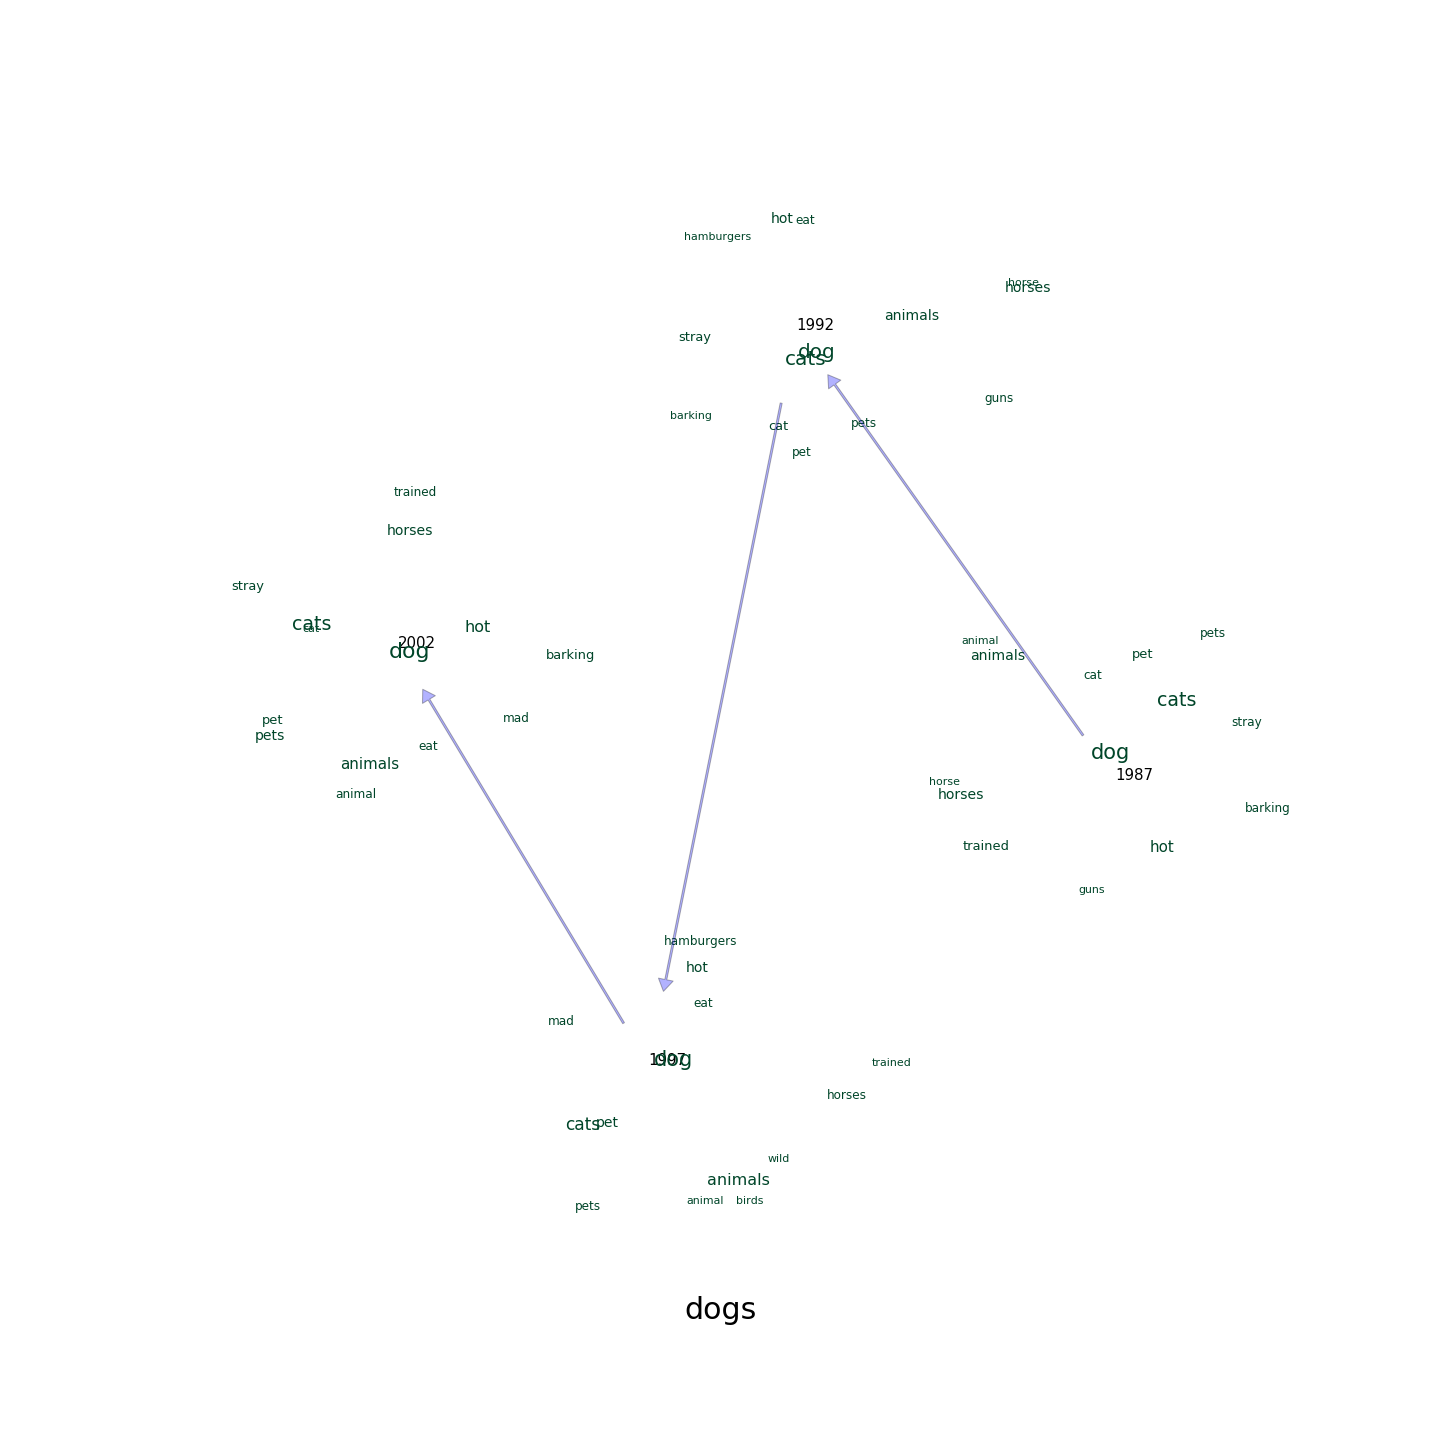 hot eat
hamburgers
horse
horses
animals
1992
stray
dog
cats
guns
barking
cat
pets
pet
trained
horses
stray
cats
cat
hot
2002
dog
barking
pet
mad
pets
eat
animals
animal
animal
animals
pets
pet
cat
cats
stray
dog
1987
horse
horses
barking
trained
hot
guns
hamburgers
hot
eat
mad
1997
dog
trained
horses
cats
pet
wild
animals
animal birds
pets
dogs